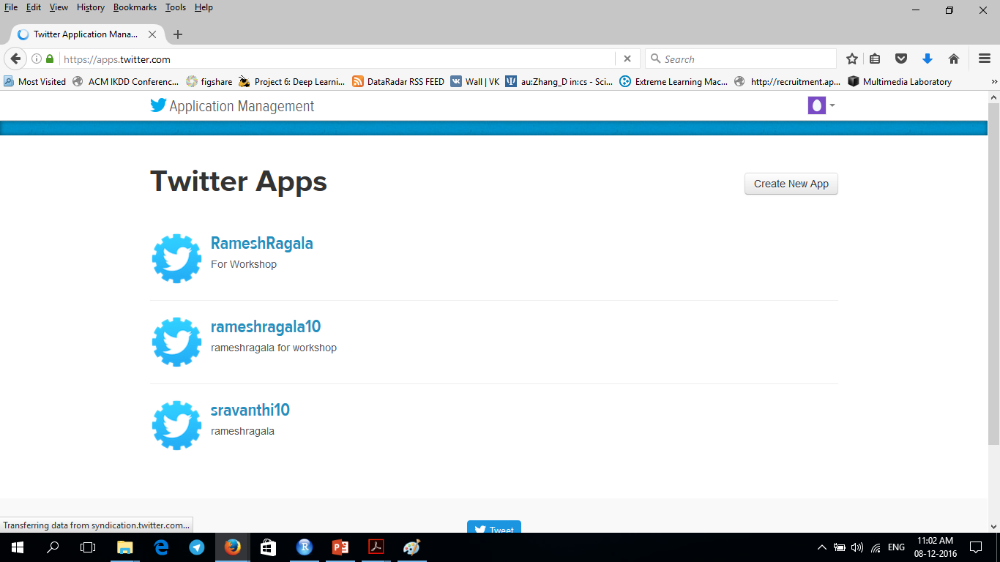 File Edit View History Bookmarks Tools Help
Twitter Application Mana...
https://apps.twitter.com
Search
Most Visited ACM IKDD Conferenc... figshare Project 6: Deep Learni... DataRadar RSS FEED Wall | VK au:Zhang_D in:cs - Sci... Extreme Learning Mac... http://recruitment.ap... Multimedia Laboratory
Application Management
Twitter Apps
Create New App
RameshRagala
For Workshop
rameshragala10
rameshragala for workshop
sravanthi10
rameshragala
Transferring data from syndication.twitter.com...
Tweet
ENG
11:02 AM
08-12-2016